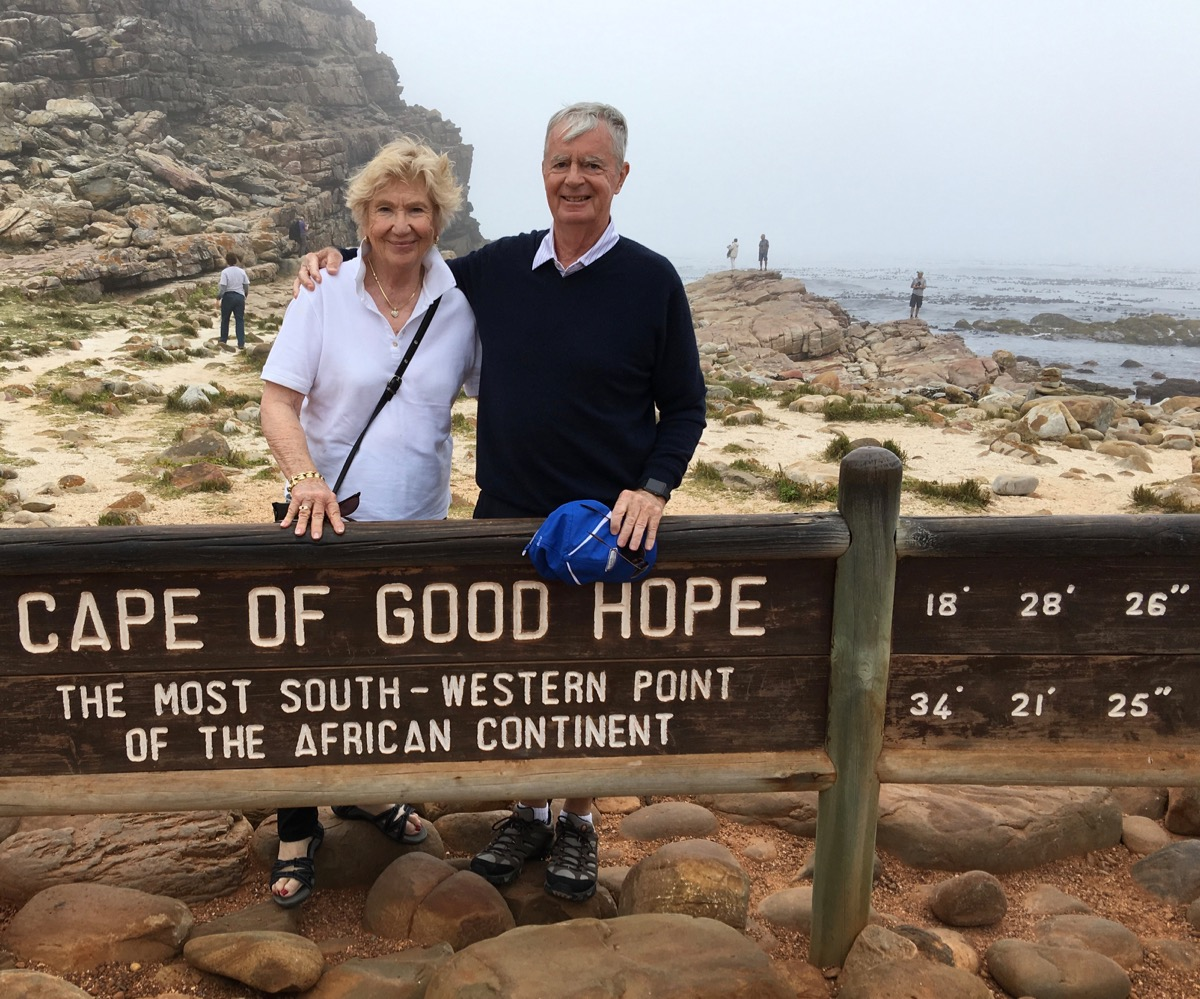 CAPE OF GOOD HOPE
THE MOST SOUTH-WESTERN POINT
OF THE AFRICAN CONTINENT
18° 28' 26"
34° 21' 25"